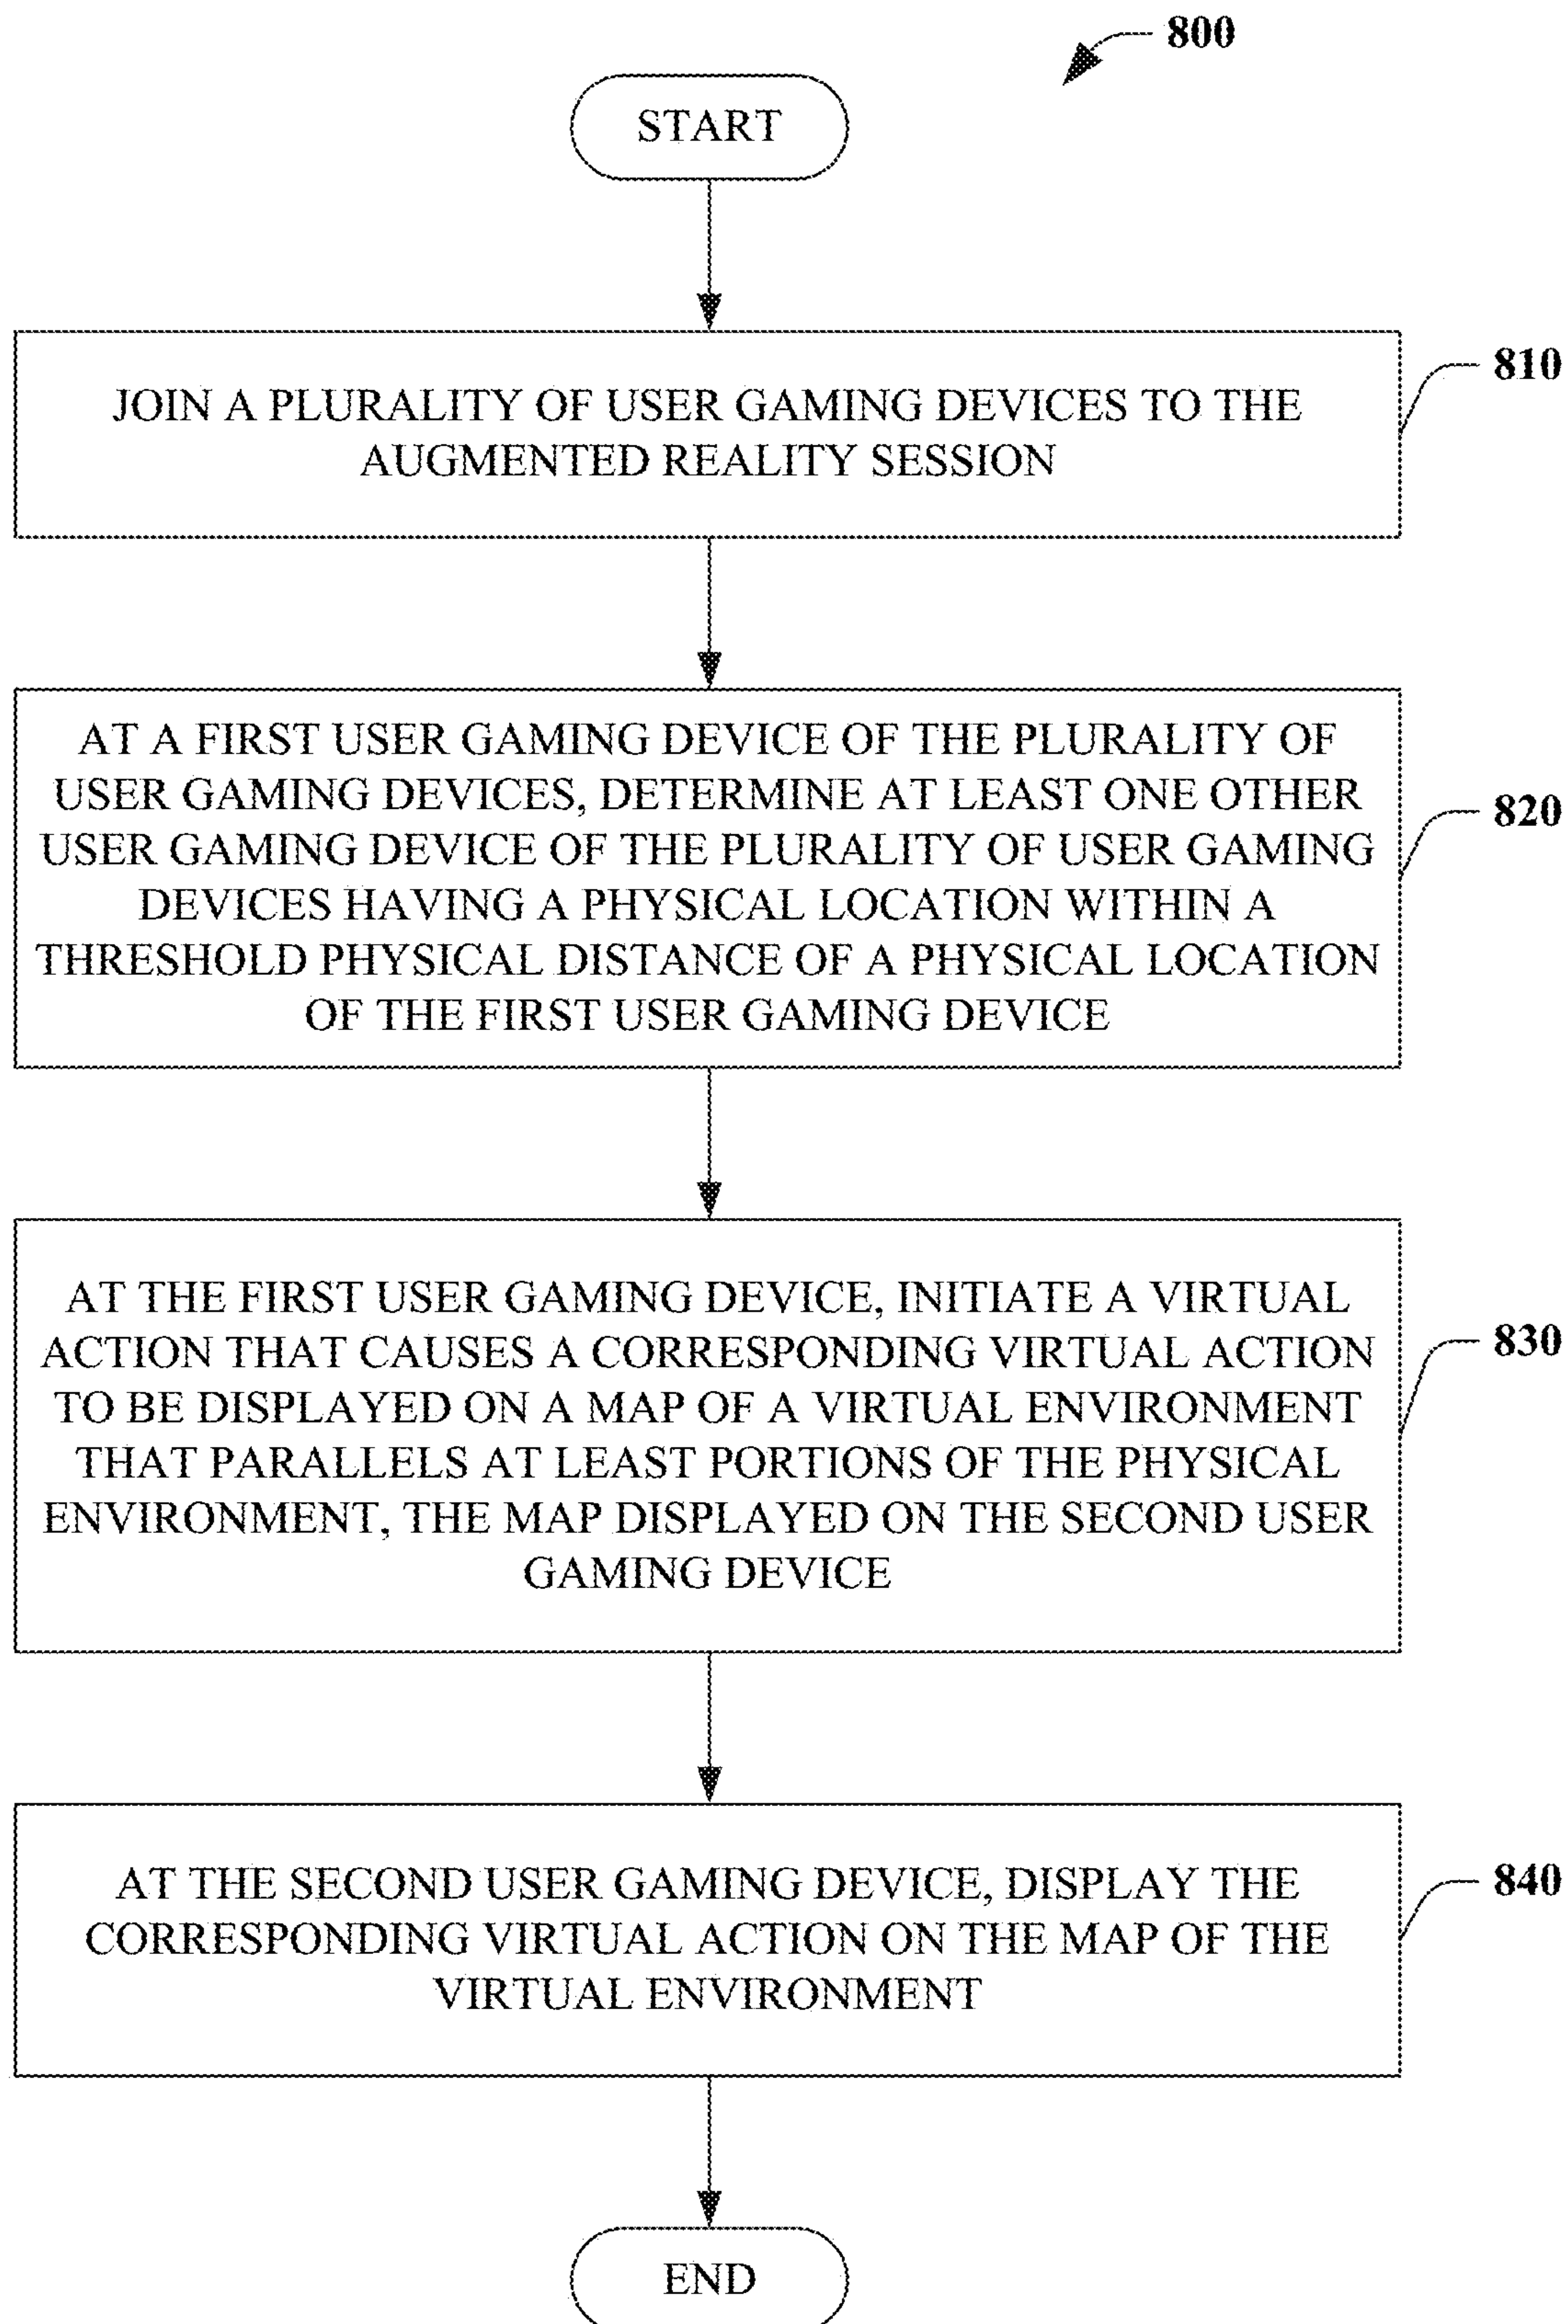 800
START
JOIN A PLURALITY OF USER GAMING DEVICES TO THE
AUGMENTED REALITY SESSION
810
AT A FIRST USER GAMING DEVICE OF THE PLURALITY OF
USER GAMING DEVICES, DETERMINE AT LEAST ONE OTHER
USER GAMING DEVICE OF THE PLURALITY OF USER GAMING
DEVICES HAVING A PHYSICAL LOCATION WITHIN A
THRESHOLD PHYSICAL DISTANCE OF A PHYSICAL LOCATION
OF THE FIRST USER GAMING DEVICE
820
AT THE FIRST USER GAMING DEVICE, INITIATE A VIRTUAL
ACTION THAT CAUSES A CORRESPONDING VIRTUAL ACTION
TO BE DISPLAYED ON A MAP OF A VIRTUAL ENVIRONMENT
THAT PARALLELS AT LEAST PORTIONS OF THE PHYSICAL
ENVIRONMENT, THE MAP DISPLAYED ON THE SECOND USER
GAMING DEVICE
830
AT THE SECOND USER GAMING DEVICE, DISPLAY THE
CORRESPONDING VIRTUAL ACTION ON THE MAP OF THE
VIRTUAL ENVIRONMENT
840
END